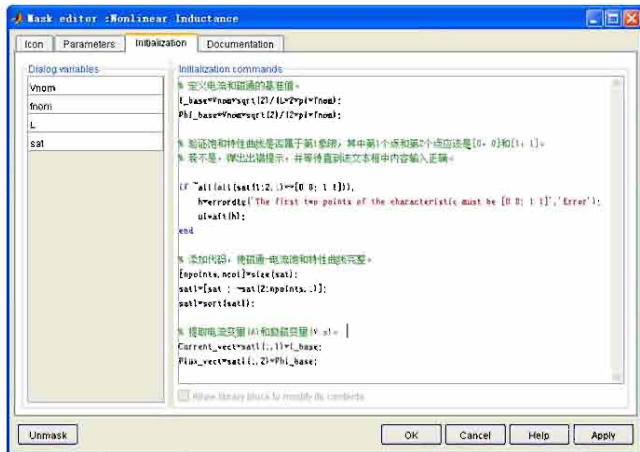 Mask editor :Nonlinear Inductance
Icon
Parameters
Initialization
Documentation
Dialog variables
Vnom
fnom
L
sat
Initialization commands
% 定义电流和磁通的基准值。
I_base=Vnom*sqrt(2)/(L*2*pi*fnom);
Phi_base=Vnom*sqrt(2)/(2*pi*fnom);
% 验证饱和特性曲线是否属于第1象限，其中第1个点和第2个点应该是[0, 0]和[1, 1]。
% 若不是，弹出出错提示，并等待直到该文本框中内容输入正确。
if ~all(all(sat(1:2,:)==[0 0; 1 1])),
h=errordlg('The first two points of the characteristic must be [0 0; 1 1]','Error');
uiwait(h);
end
% 添加代码，使磁通-电流饱和特性曲线完整。
[npoints,ncol]=size(sat);
sat1=[sat ; -sat(2:npoints,:)];
sat1=sort(sat1);
% 提取电流变量(A)和励磁变量(V.s)。
Current_vect=sat1(:,1)*I_base;
Flux_vect=sat1(:,2)*Phi_base;
Allow library block to modify its contents
Unmask
OK
Cancel
Help
Apply